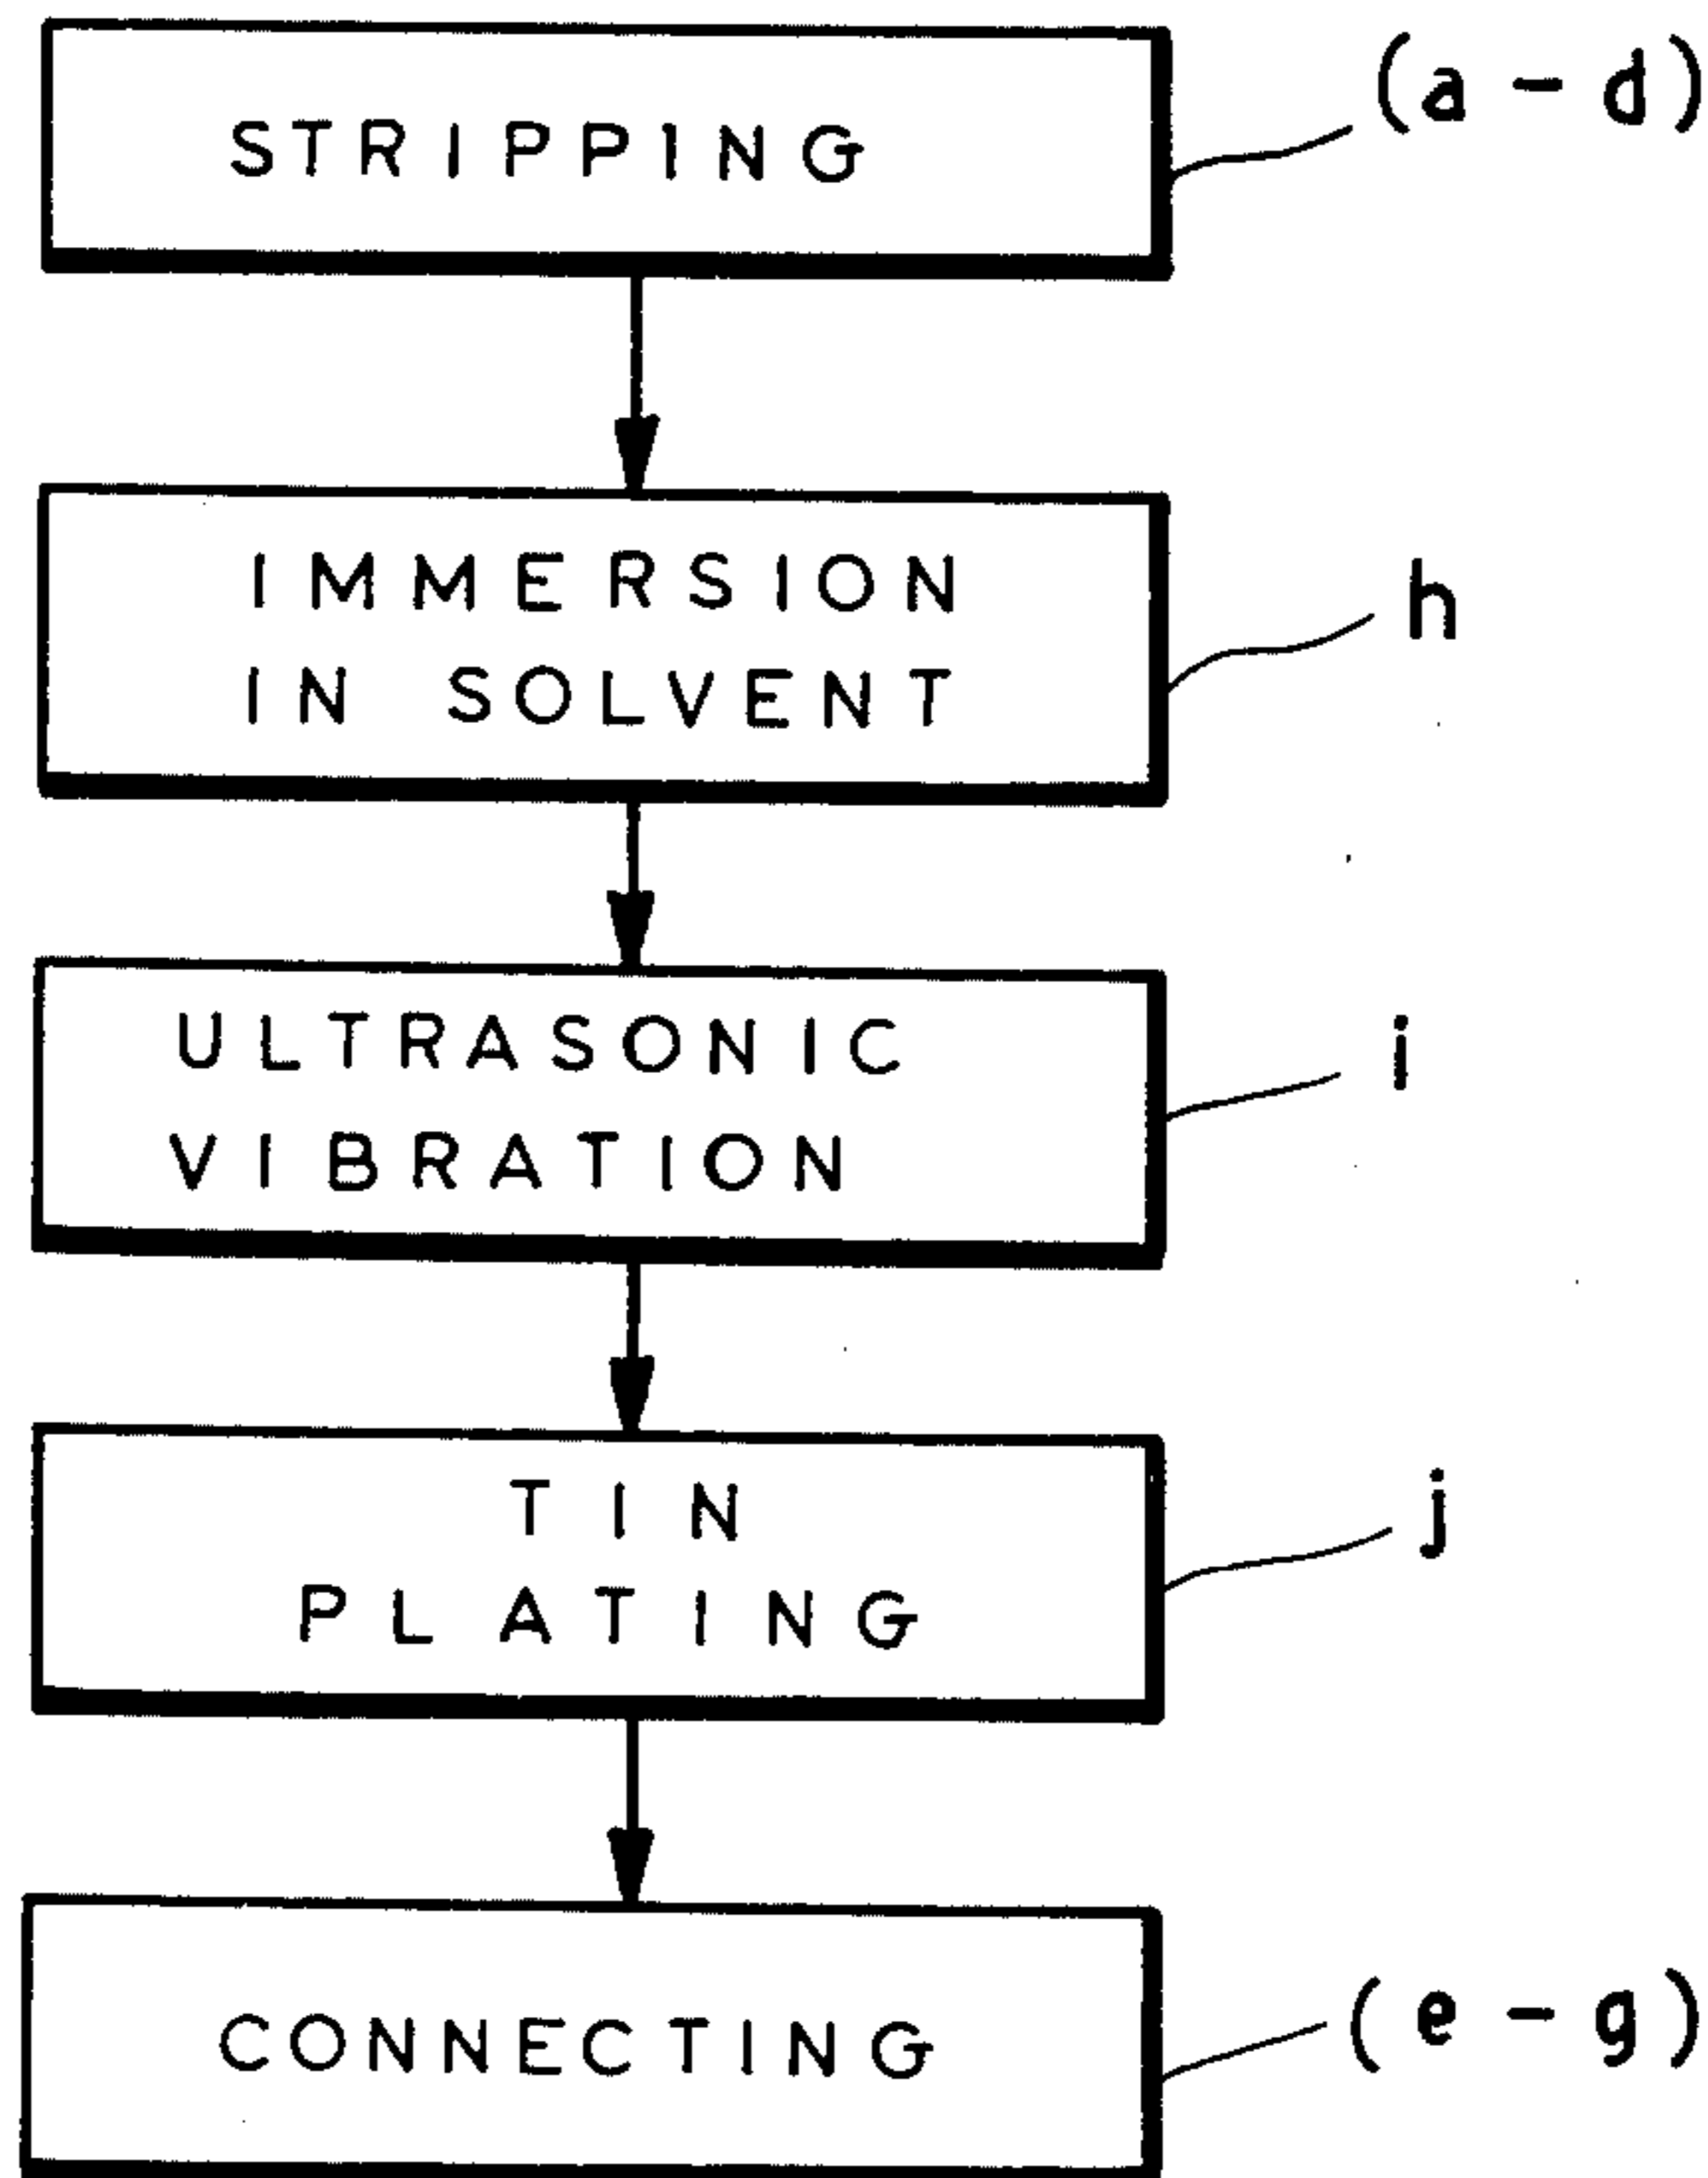 STRIPPING
(a - d)
IMMERSION
IN SOLVENT
h
ULTRASONIC
VIBRATION
i
TIN
PLATING
j
CONNECTING
(e - g)